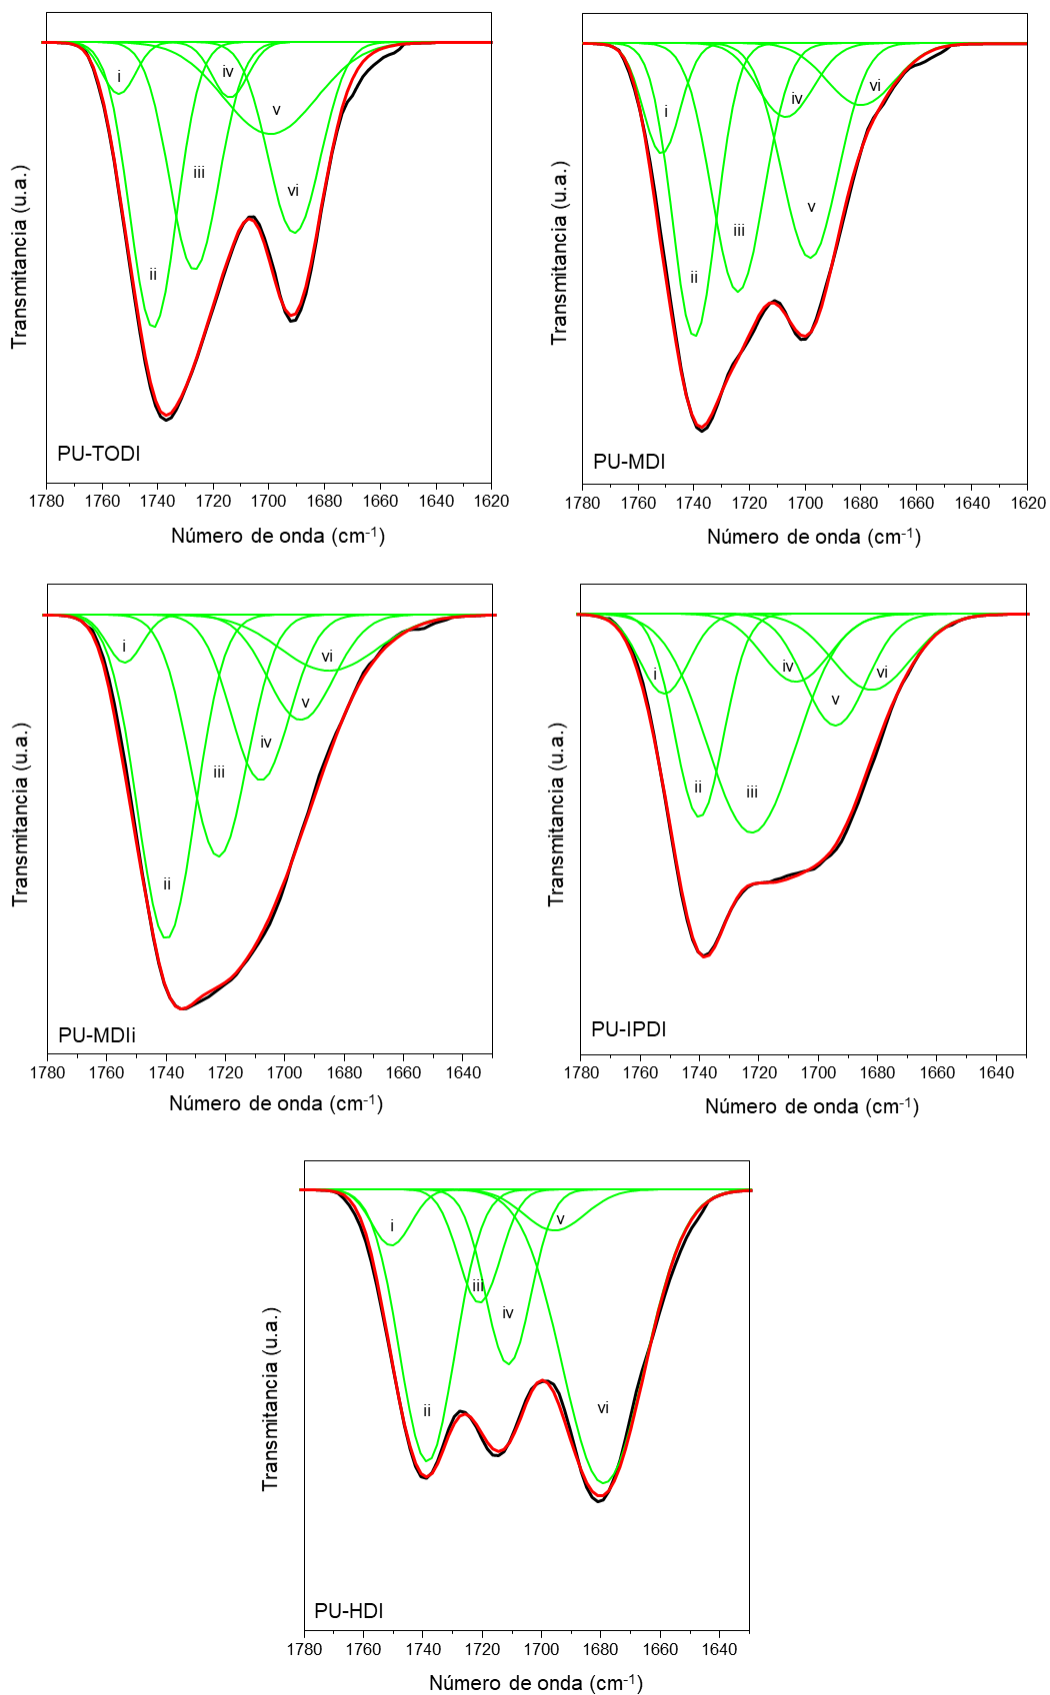 Transmitancia (u.a.)
i
ii
iii
iv
v
vi
PU-TODI
1780 1760 1740 1720 1700 1680 1660 1640 1620
Número de onda (cm-1)
Transmitancia (u.a.)
i
ii
iii
iv
v
vi
PU-MDI
1780 1760 1740 1720 1700 1680 1660 1640 1620
Número de onda (cm-1)
Transmitancia (u.a.)
i
ii
iii
iv
v
vi
PU-MDIi
1780 1760 1740 1720 1700 1680 1660 1640
Número de onda (cm-1)
Transmitancia (u.a.)
i
ii
iii
iv
v
vi
PU-IPDI
1780 1760 1740 1720 1700 1680 1660 1640
Número de onda (cm-1)
Transmitancia (u.a.)
i
ii
iii
iv
v
vi
PU-HDI
1780 1760 1740 1720 1700 1680 1660 1640
Número de onda (cm-1)